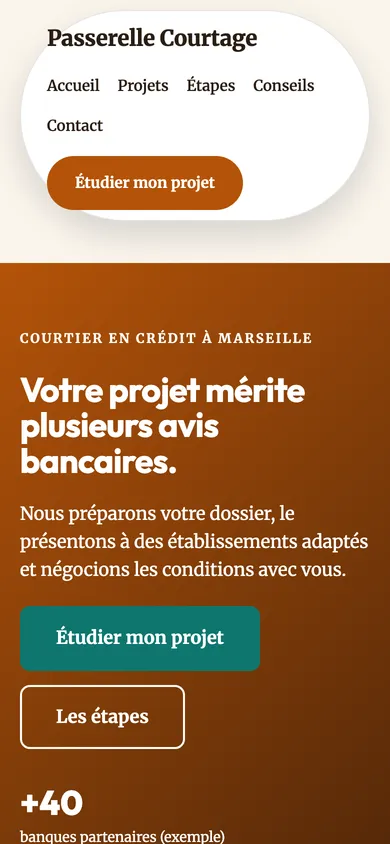 Passerelle Courtage
Accueil Projets Étapes Conseils
Contact
Étudier mon projet
COURTIER EN CRÉDIT À MARSEILLE
Votre projet mérite
plusieurs avis
bancaires.
Nous préparons votre dossier, le
présentons à des établissements adaptés
et négocions les conditions avec vous.
Étudier mon projet
Les étapes
+40
banques partenaires (exemple)